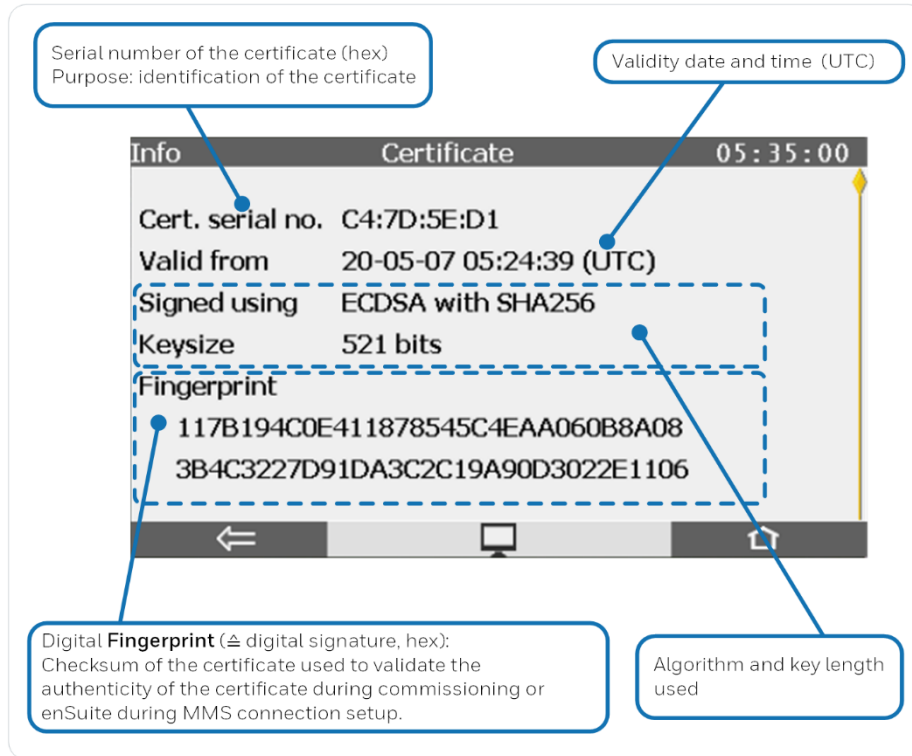 Serial number of the certificate (hex)
Purpose: identification of the certificate
Validity date and time (UTC)
Info Certificate 05:35:00
Cert. serial no. C4:7D:5E:D1
Valid from 20-05-07 05:24:39 (UTC)
Signed using ECDSA with SHA256
Keysize 521 bits
Fingerprint
117B194C0E411878545C4EAA060B8A08
3B4C3227D91DA3C2C19A90D3022E1106
Digital Fingerprint (≙ digital signature, hex):
Checksum of the certificate used to validate the
authenticity of the certificate during commissioning or
enSuite during MMS connection setup.
Algorithm and key length
used